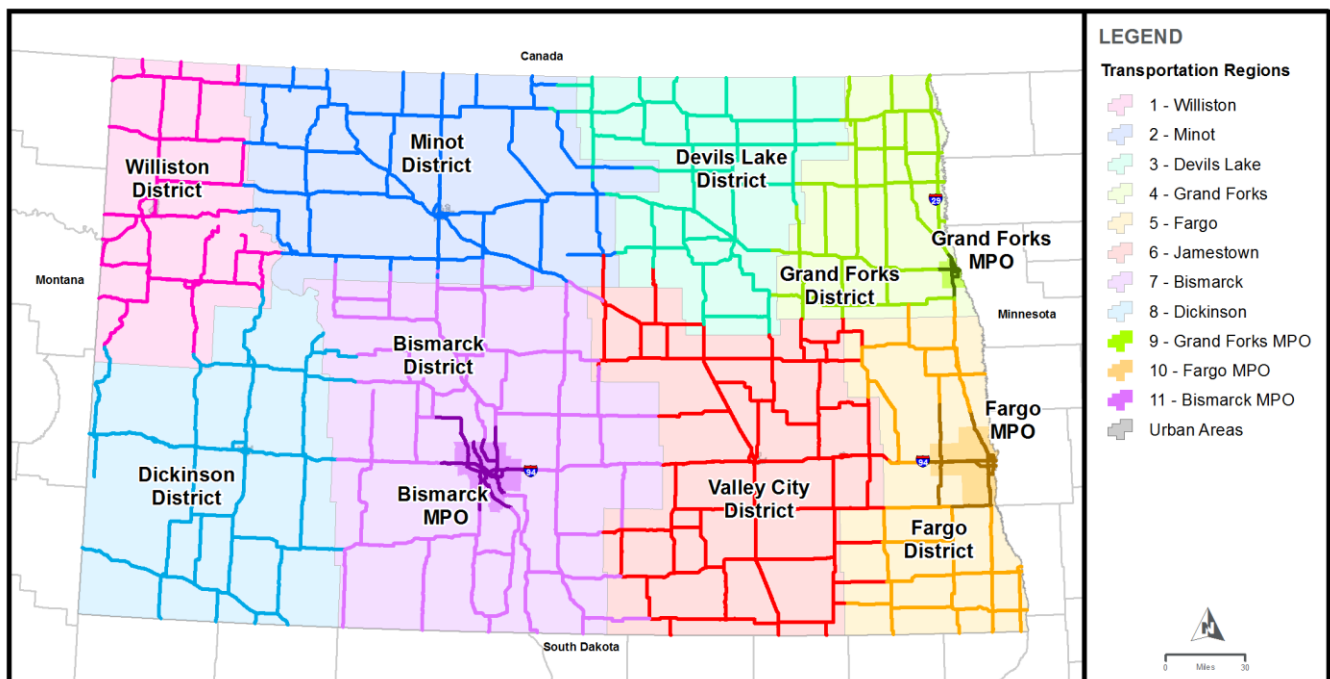 Canada
Minot
District
Devils Lake
District
Williston
District
29
Grand Forks
MPO
Montana
Grand Forks
District
Minnesota
Bismarck
District
Fargo
MPO
94
94
Dickinson
District
Bismarck
MPO
Valley City
District
Fargo
District
South Dakota
LEGEND
Transportation Regions
1 - Williston
2 - Minot
3 - Devils Lake
4 - Grand Forks
5 - Fargo
6 - Jamestown
7 - Bismarck
8 - Dickinson
9 - Grand Forks MPO
10 - Fargo MPO
11 - Bismarck MPO
Urban Areas
N
0 30
Miles